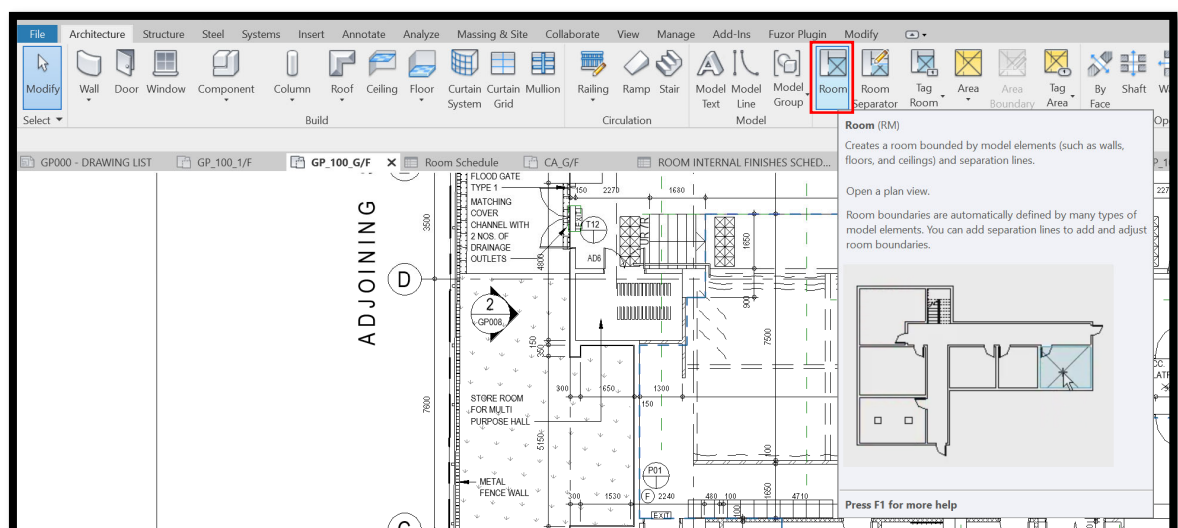 File Architecture Structure Steel Systems Insert Annotate Analyze Massing & Site Collaborate View Manage Add-Ins Fuzor Plugin Modify
Modify Wall Door Window Component Column Roof Ceiling Floor Curtain System Curtain Grid Mullion Railing Ramp Stair Model Text Model Line Model Group Room Room Separator Tag Room Area Area Boundary Tag Area By Face Shaft
Select Build Circulation Model
GP000 - DRAWING LIST GP_100_1/F GP_100_G/F X Room Schedule CA_G/F ROOM INTERNAL FINISHES SCHED...
Room (RM)
Creates a room bounded by model elements (such as walls,
floors, and ceilings) and separation lines.
Open a plan view.
Room boundaries are automatically defined by many types of
model elements. You can add separation lines to add and adjust
room boundaries.
Press F1 for more help
ADJOINING
FLOOD GATE
TYPE 1
MATCHING
COVER
CHANNEL WITH
2 NOS. OF
DRAINAGE
OUTLETS
150 2270 1680
3500
EXIT
T12
1650
AD6
4800
D
2
GP008
900
150
350
7500
300 1650 1300
150
7600
STORE ROOM
FOR MULTI
PURPOSE HALL
5150
100
P01
METAL
FENCE WALL
300 1530 F 2240 480 100 1650 4710
EXIT
100
C